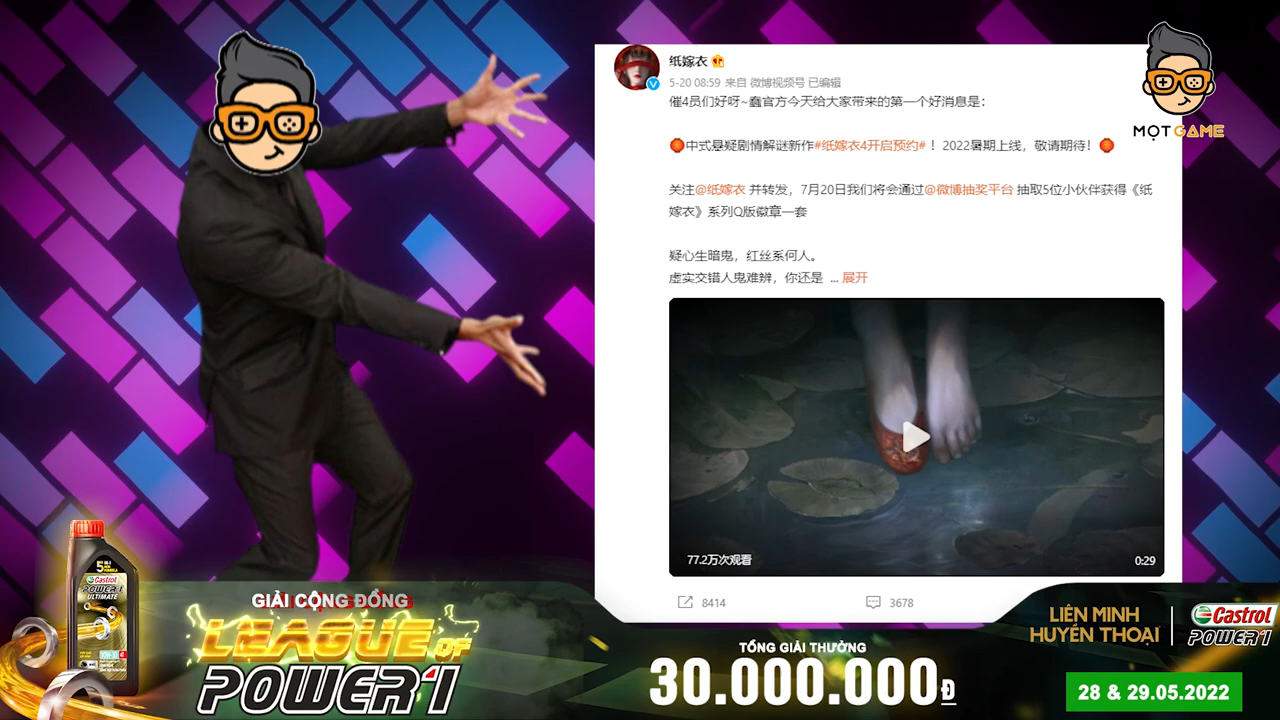 纸嫁衣
5-20 08:59 来自 微博视频号 已编辑
催4员们好呀~蠢官方今天给大家带来的第一个好消息是：
中式悬疑剧情解谜新作#纸嫁衣4开启预约#！2022暑期上线，敬请期待！
关注@纸嫁衣 并转发，7月20日我们将会通过@微博抽奖平台 抽取5位小伙伴获得《纸
嫁衣》系列Q版徽章一套
疑心生暗鬼，红丝系何人。
虚实交错人鬼难辨，你还是 ... 展开
77.2万次观看
0:29
8414
3678
MỌT GAME
Castrol
POWER1
ULTIMATE
GIẢI CỘNG ĐỒNG
LEAGUE OF
POWER1
TỔNG GIẢI THƯỞNG
30.000.000Đ
LIÊN MINH
HUYỀN THOẠI
Castrol
POWER1
28 & 29.05.2022